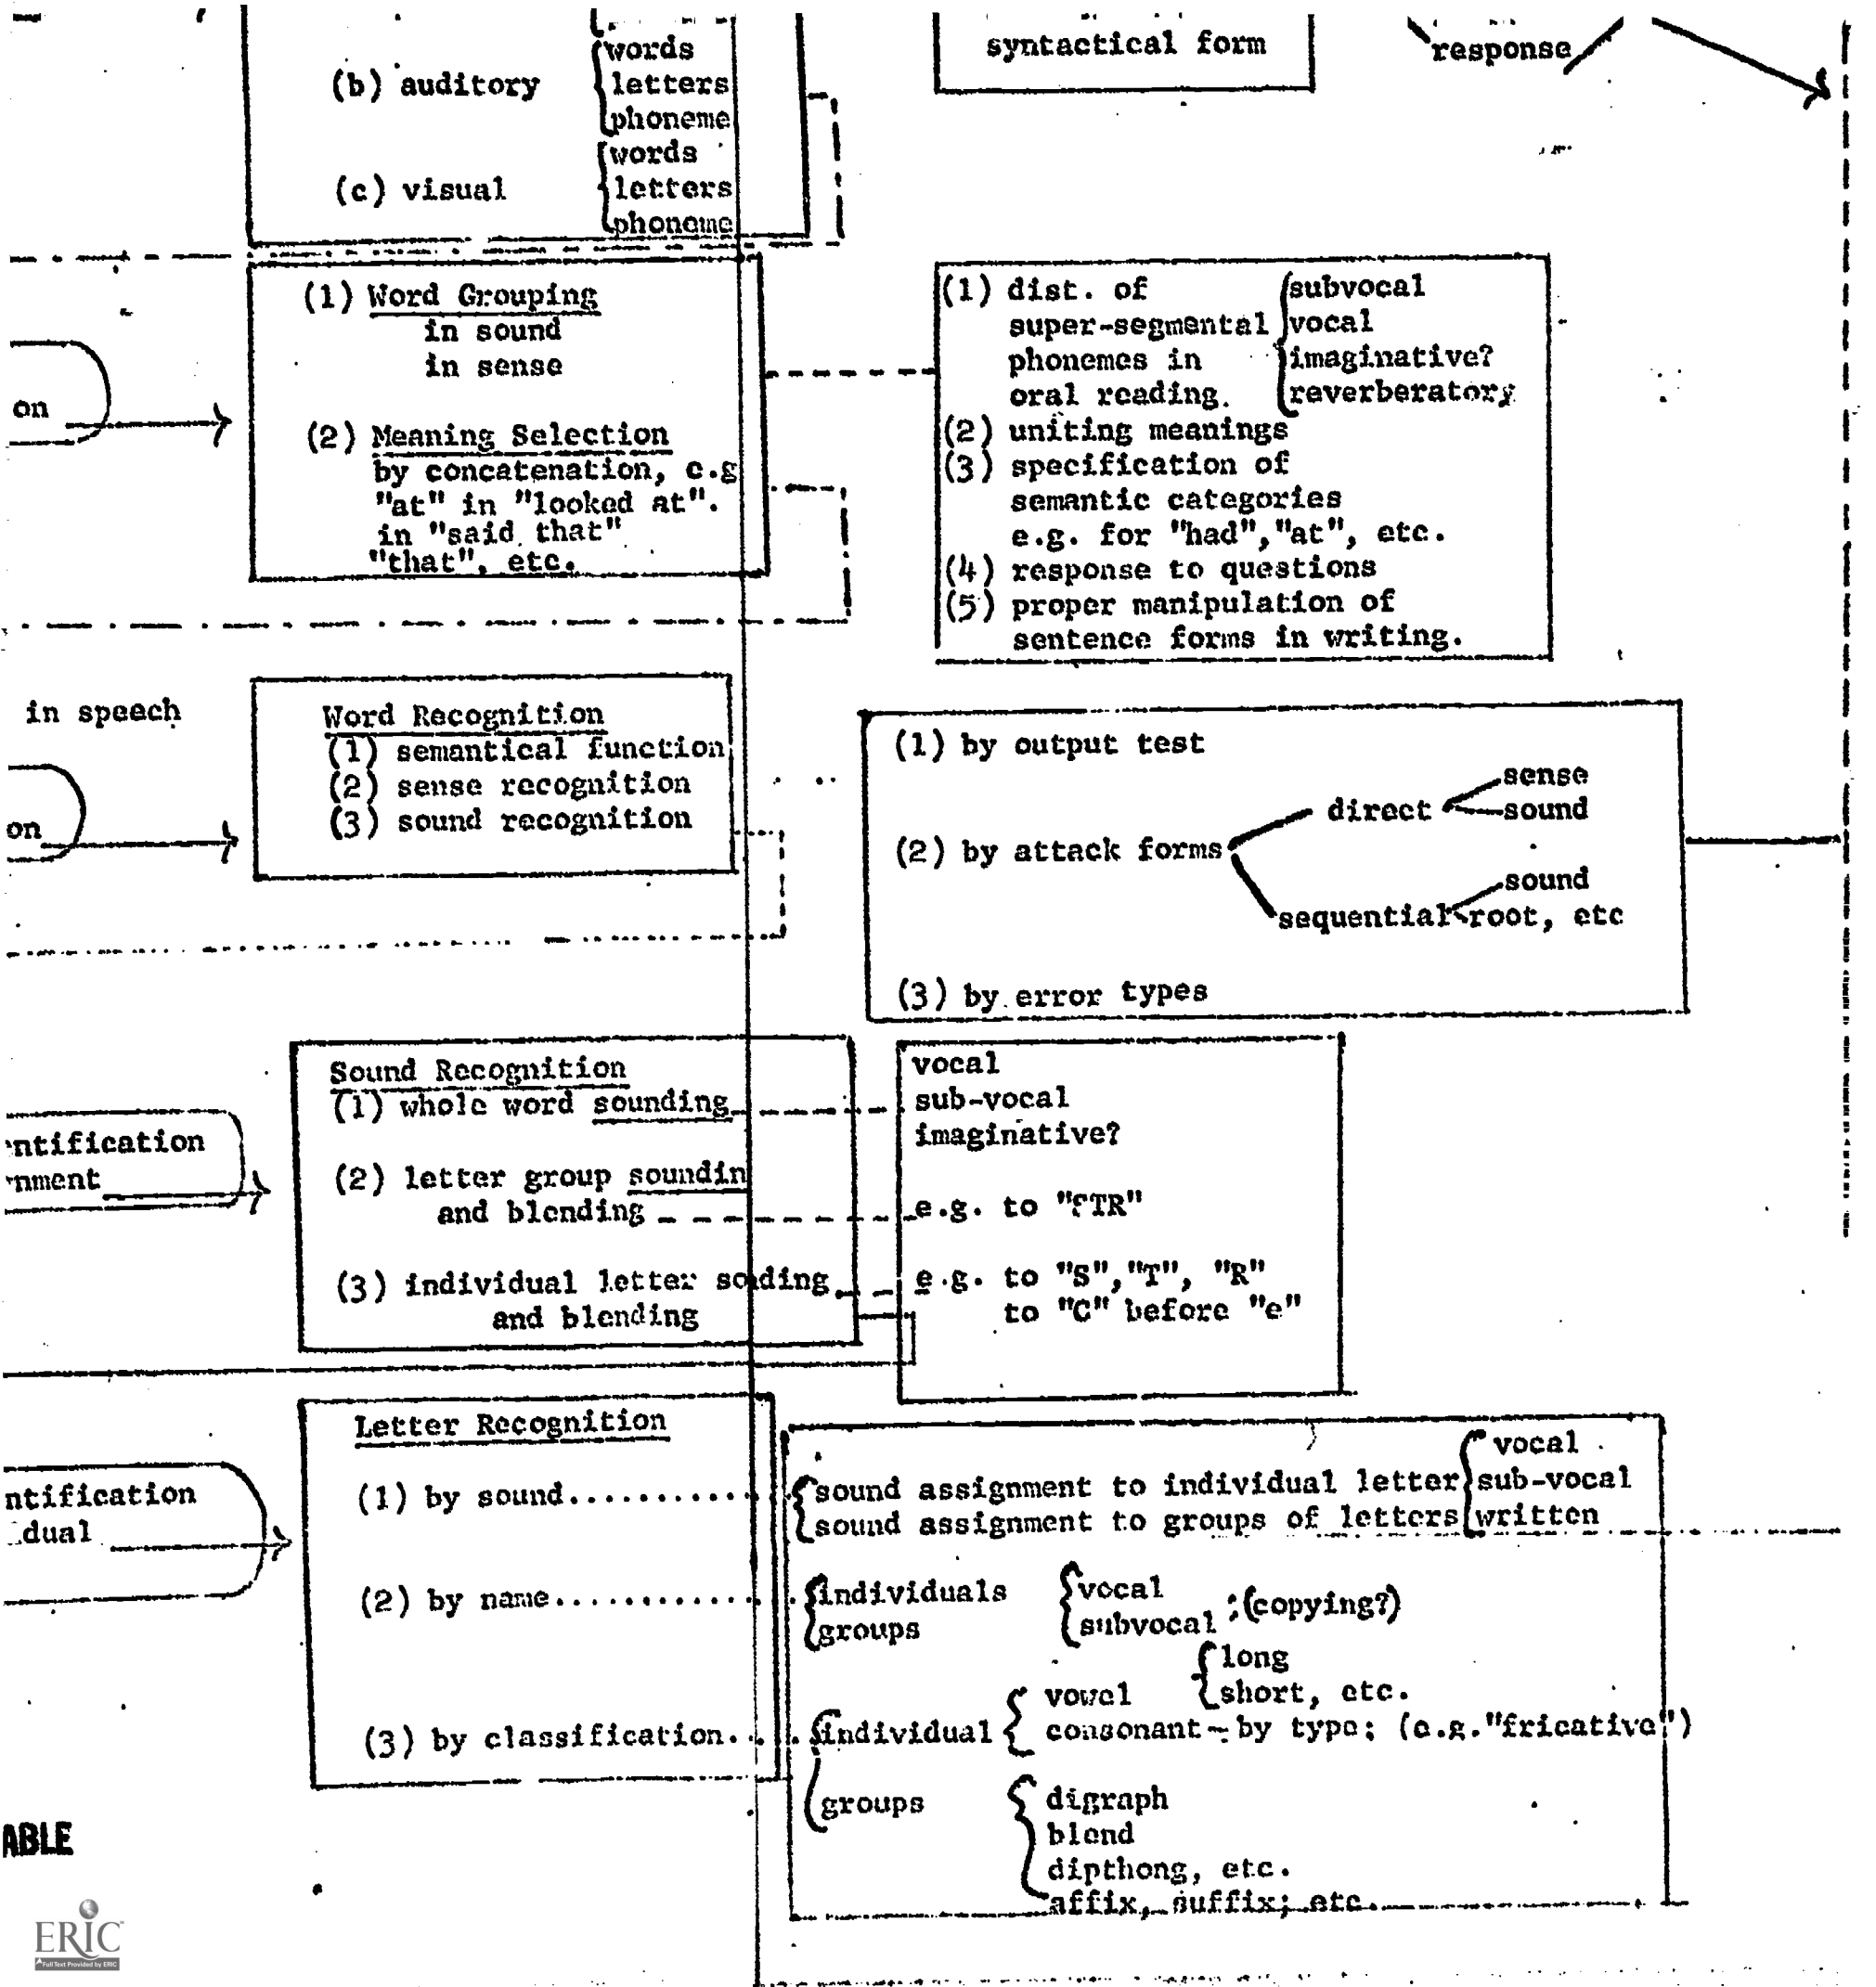 words
(b) auditory letters
phoneme
words
(c) visual letters
phoneme
syntactical form
response
(1) Word Grouping
in sound
in sense
(2) Meaning Selection
by concatenation, e.g
"at" in "looked at".
in "said that"
"that", etc.
on
(1) dist. of
super-segmental
phonemes in
oral reading.
subvocal
vocal
imaginative?
reverberatory
(2) uniting meanings
(3) specification of
semantic categories
e.g. for "had","at", etc.
(4) response to questions
(5) proper manipulation of
sentence forms in writing.
in speech
on
Word Recognition
(1) semantical function
(2) sense recognition
(3) sound recognition
(1) by output test
(2) by attack forms
direct
sense
sound
sequential
sound
root, etc
(3) by error types
ntification
nment
Sound Recognition
(1) whole word sounding
(2) letter group soundin
and blending
(3) individual letter soding
and blending
vocal
sub-vocal
imaginative?
e.g. to "STR"
e.g. to "S","T", "R"
to "C" before "e"
ntification
dual
Letter Recognition
(1) by sound...........
(2) by name............
(3) by classification....
sound assignment to individual letter
sound assignment to groups of letters
vocal
sub-vocal
written
individuals
groups
vocal
subvocal
;(copying?)
individual
vowel
long
short, etc.
consonant - by type; (e.g."fricative")
groups
digraph
blend
dipthong, etc.
affix, suffix; etc.
ABLE
ERIC
Full Text Provided by ERIC